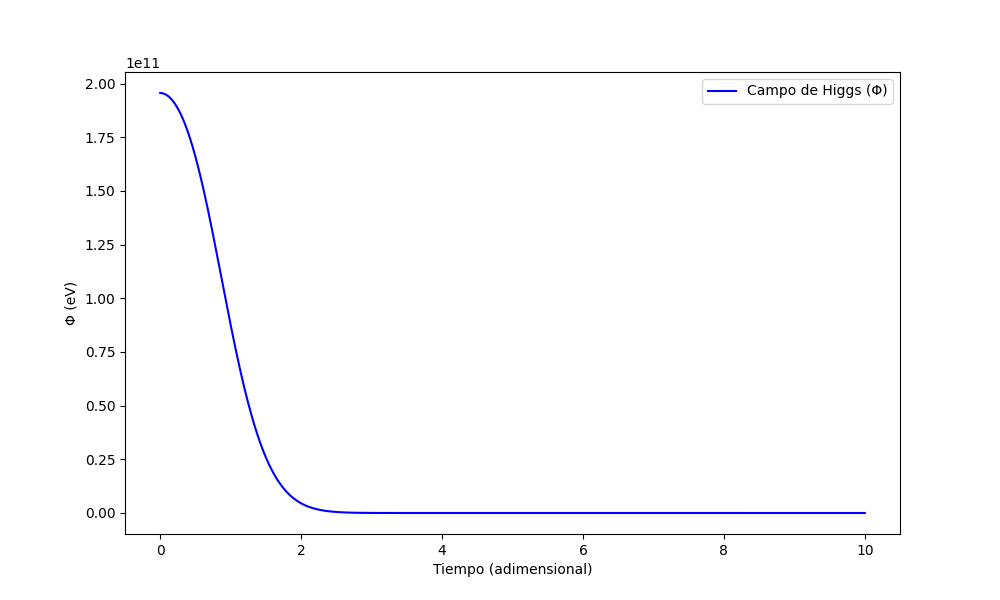 1e11
2.00
1.75
1.50
1.25
1.00
0.75
0.50
0.25
0.00
Φ (eV)
Campo de Higgs (Φ)
0 2 4 6 8 10
Tiempo (adimensional)